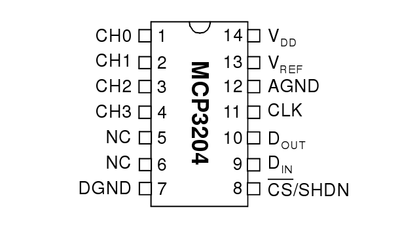 CH0 1 14 VDD
CH1 2 13 VREF
CH2 3 12 AGND
CH3 4 11 CLK
NC 5 10 DOUT
NC 6 9 DIN
DGND 7 8 C̅S̅/SHDN
MCP3204